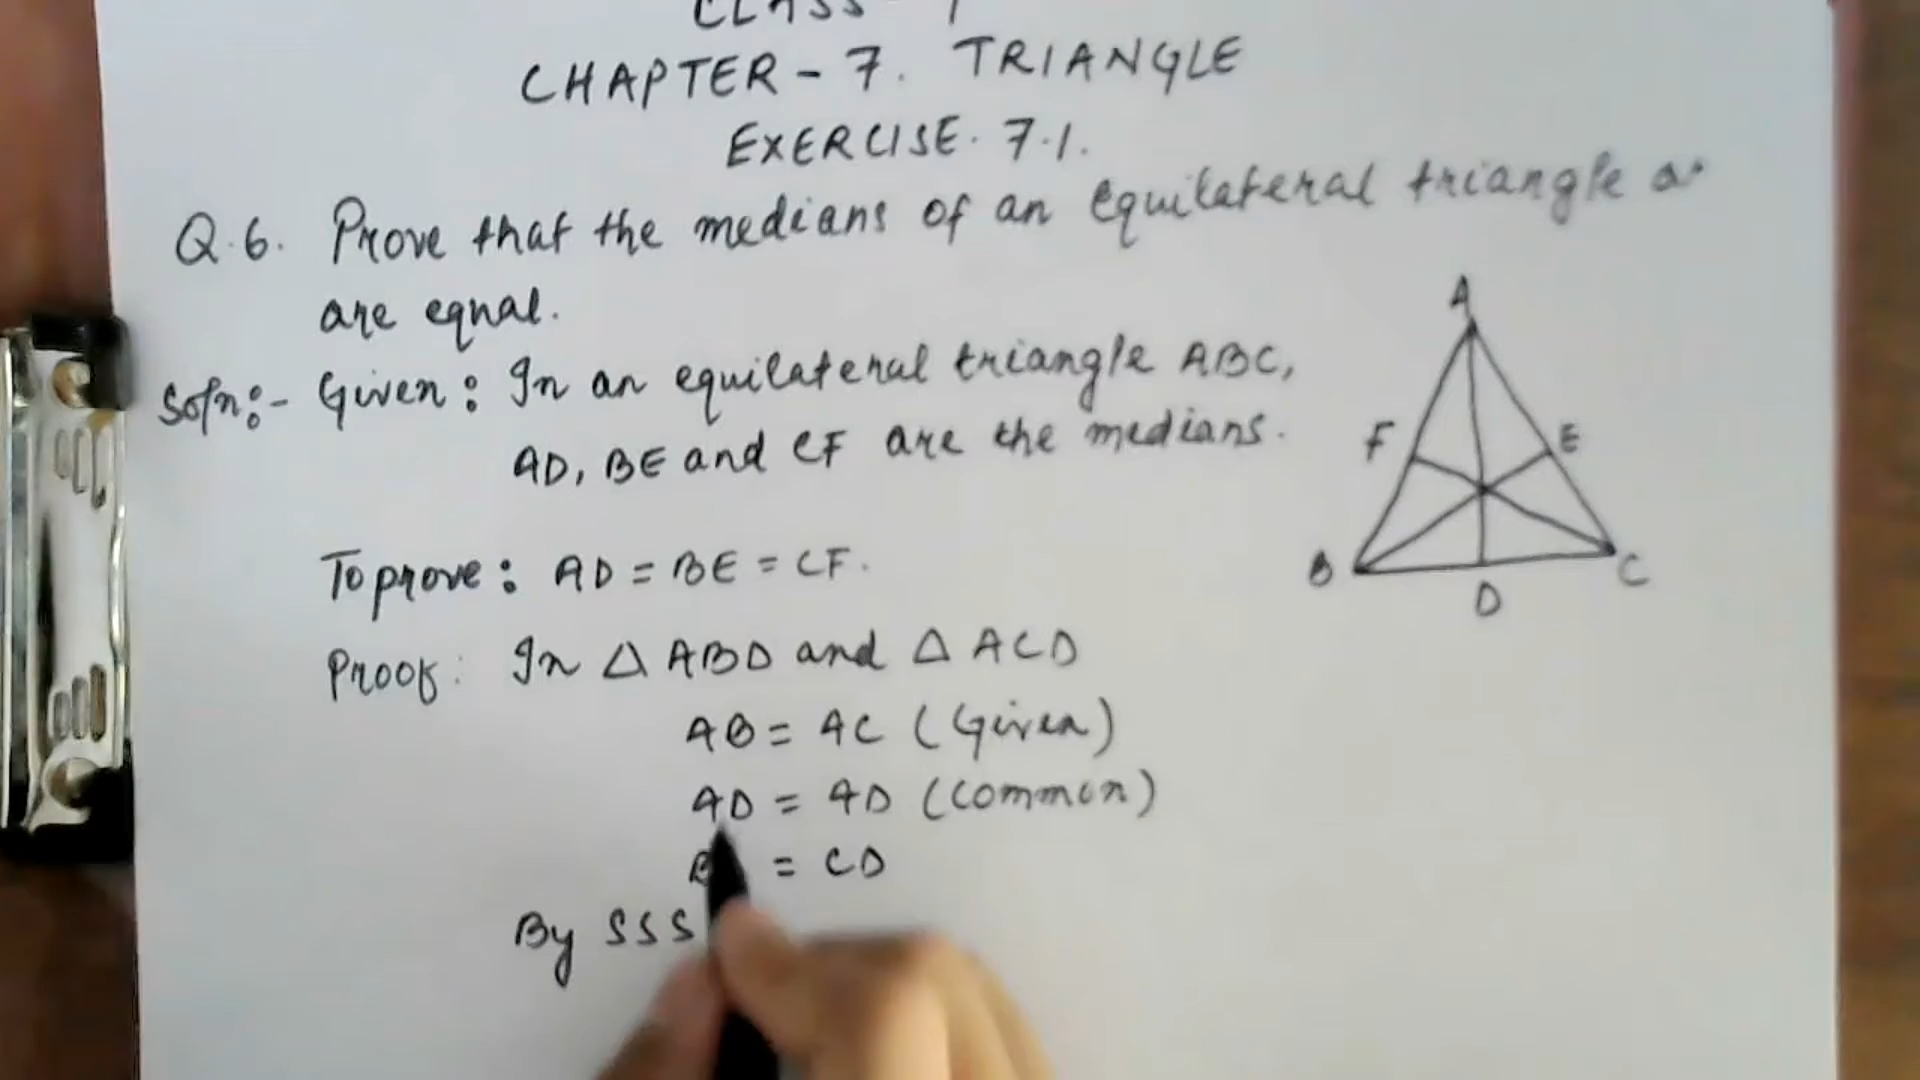 CHAPTER - 7. TRIANGLE
EXERCISE. 7.1.
Q.6. Prove that the medians of an equilateral triangle
are equal.
Soln:- Given: In an equilateral triangle ABC,
AD, BE and CF are the medians.
A
F
E
B
C
D
To prove: AD = BE = CF.
Proof: In △ ABD and △ ACD
AB = AC (Given)
AD = AD (Common)
B = CD
By SSS